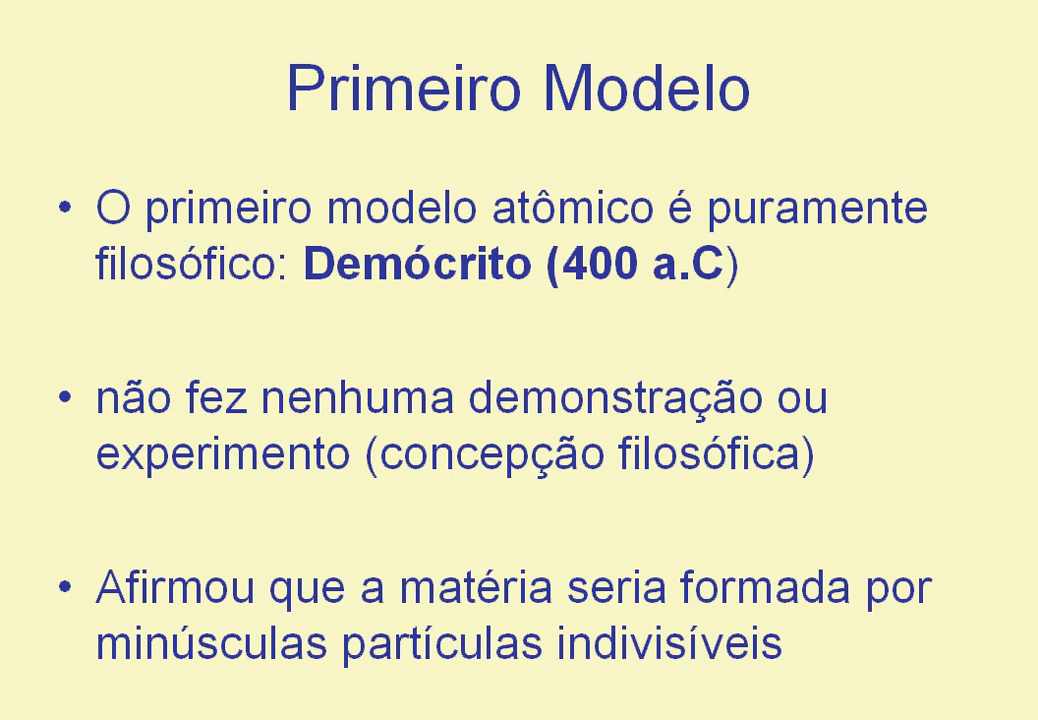 Primeiro Modelo
• O primeiro modelo atômico é puramente
filosófico: Demócrito (400 a.C)
• não fez nenhuma demonstração ou
experimento (concepção filosófica)
• Afirmou que a matéria seria formada por
minúsculas partículas indivisíveis